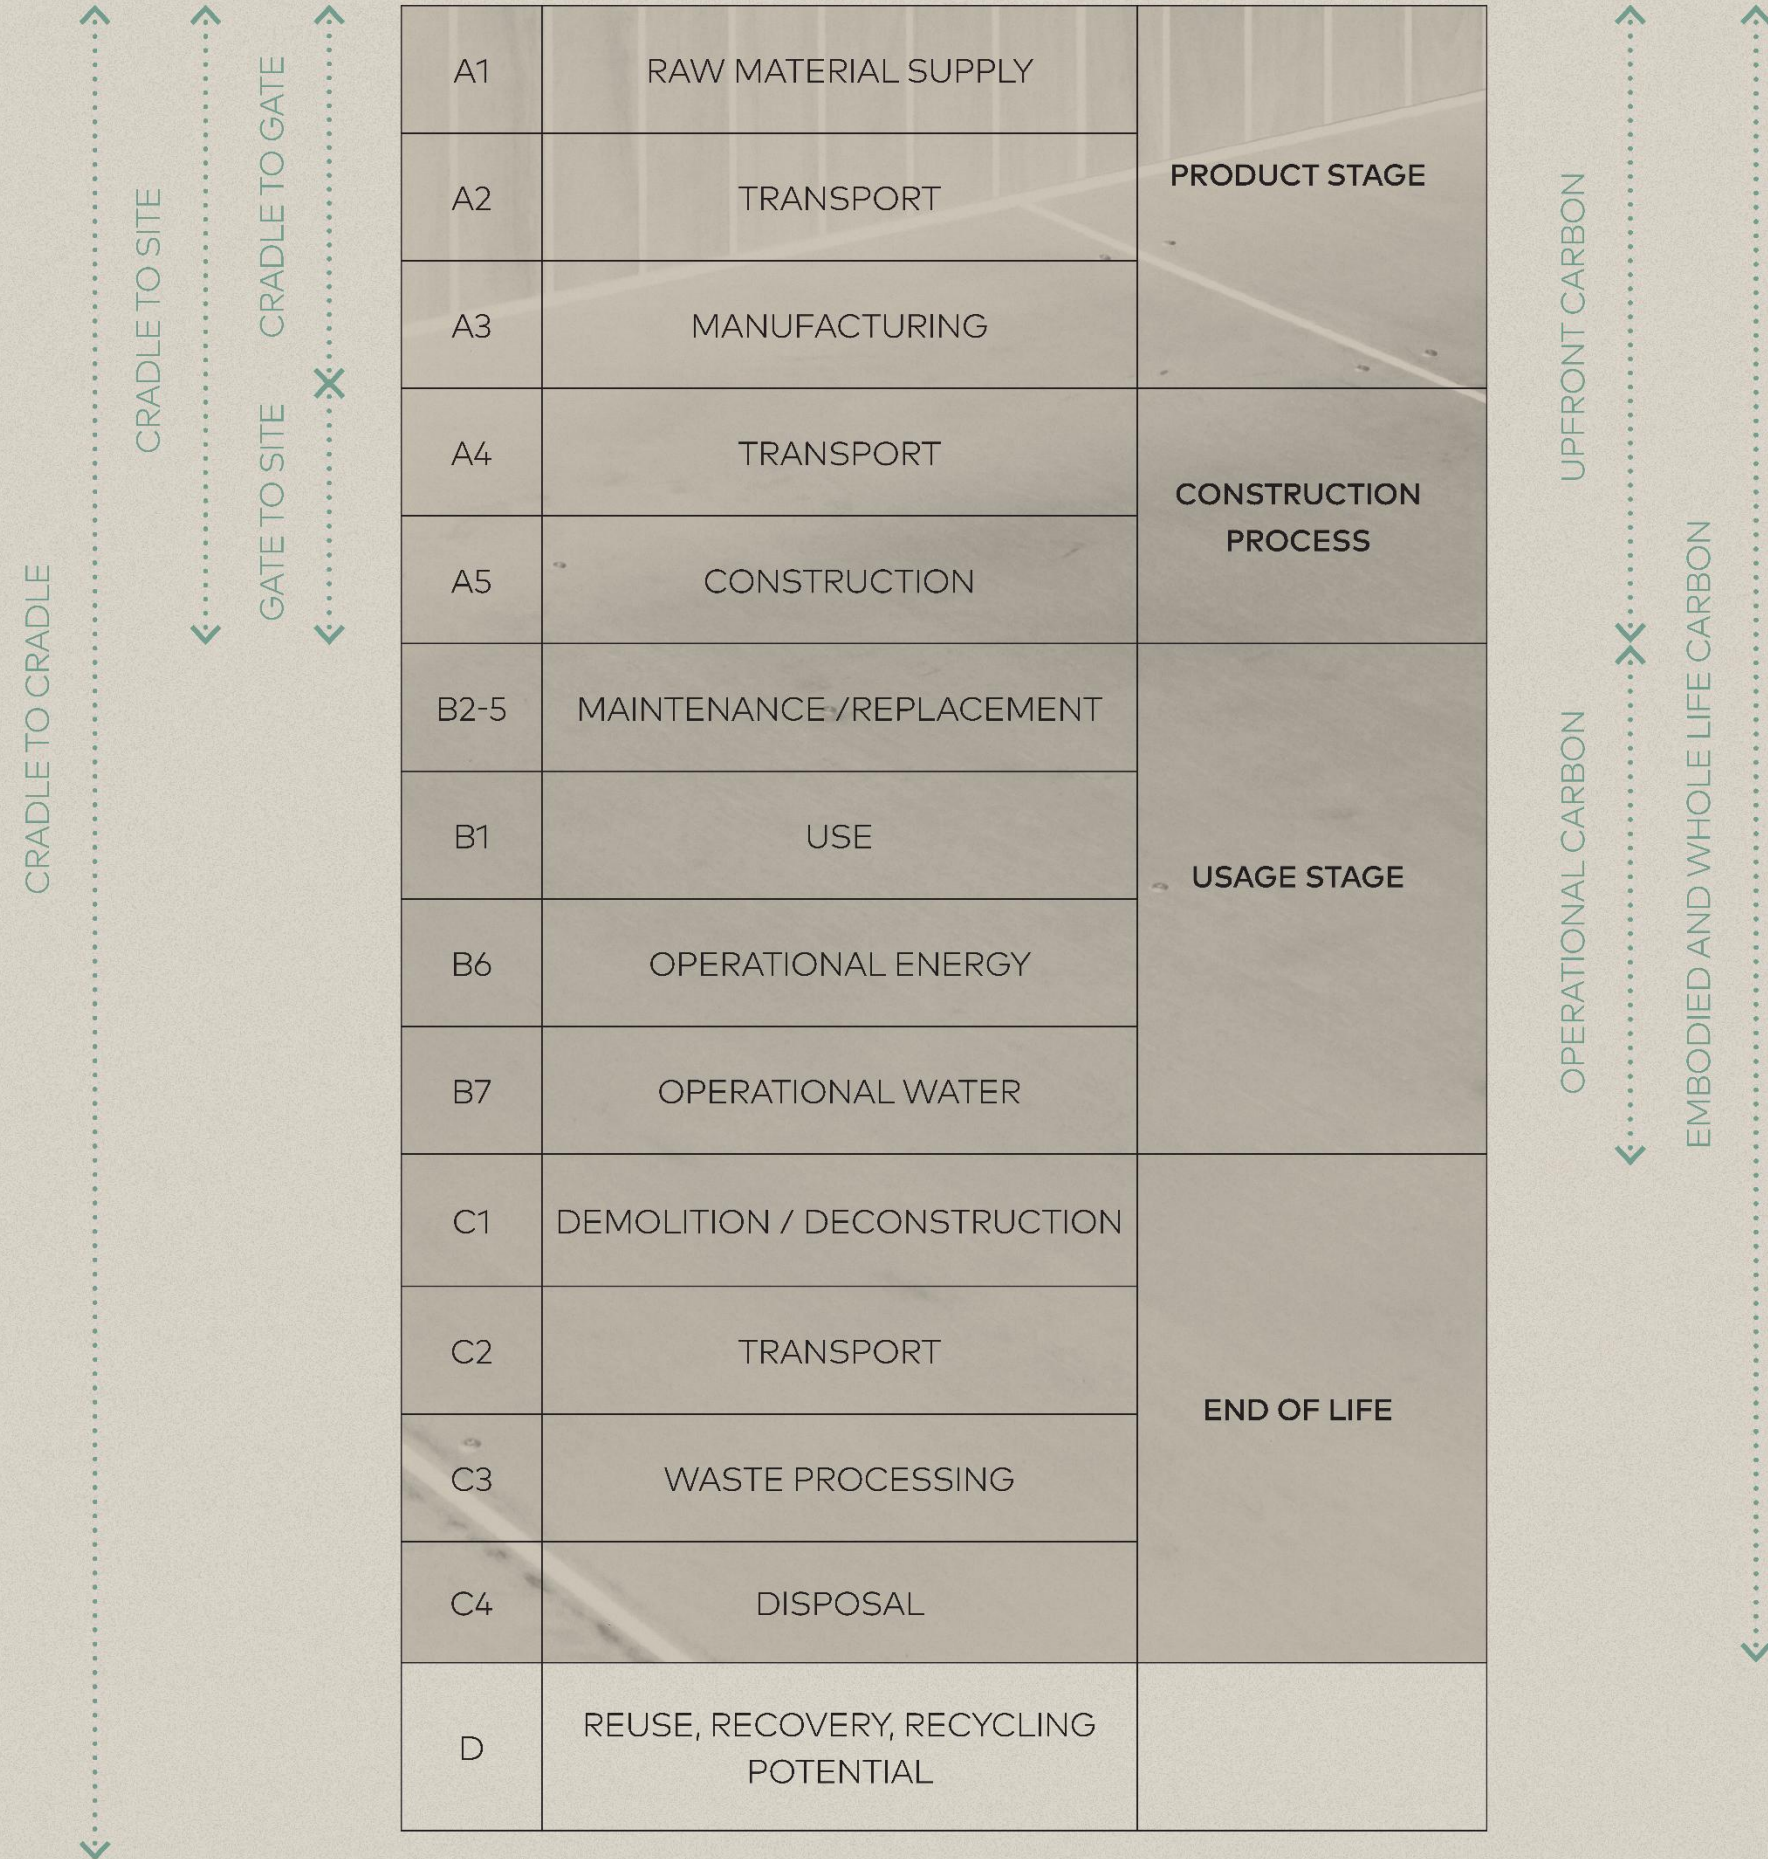 CRADLE TO CRADLE
CRADLE TO SITE
CRADLE TO GATE
GATE TO SITE
A1 RAW MATERIAL SUPPLY
A2 TRANSPORT
A3 MANUFACTURING
PRODUCT STAGE
A4 TRANSPORT
A5 CONSTRUCTION
CONSTRUCTION
PROCESS
B2-5 MAINTENANCE /REPLACEMENT
B1 USE
B6 OPERATIONAL ENERGY
B7 OPERATIONAL WATER
USAGE STAGE
C1 DEMOLITION / DECONSTRUCTION
C2 TRANSPORT
C3 WASTE PROCESSING
C4 DISPOSAL
END OF LIFE
D REUSE, RECOVERY, RECYCLING
POTENTIAL
UPFRONT CARBON
OPERATIONAL CARBON
EMBODIED AND WHOLE LIFE CARBON